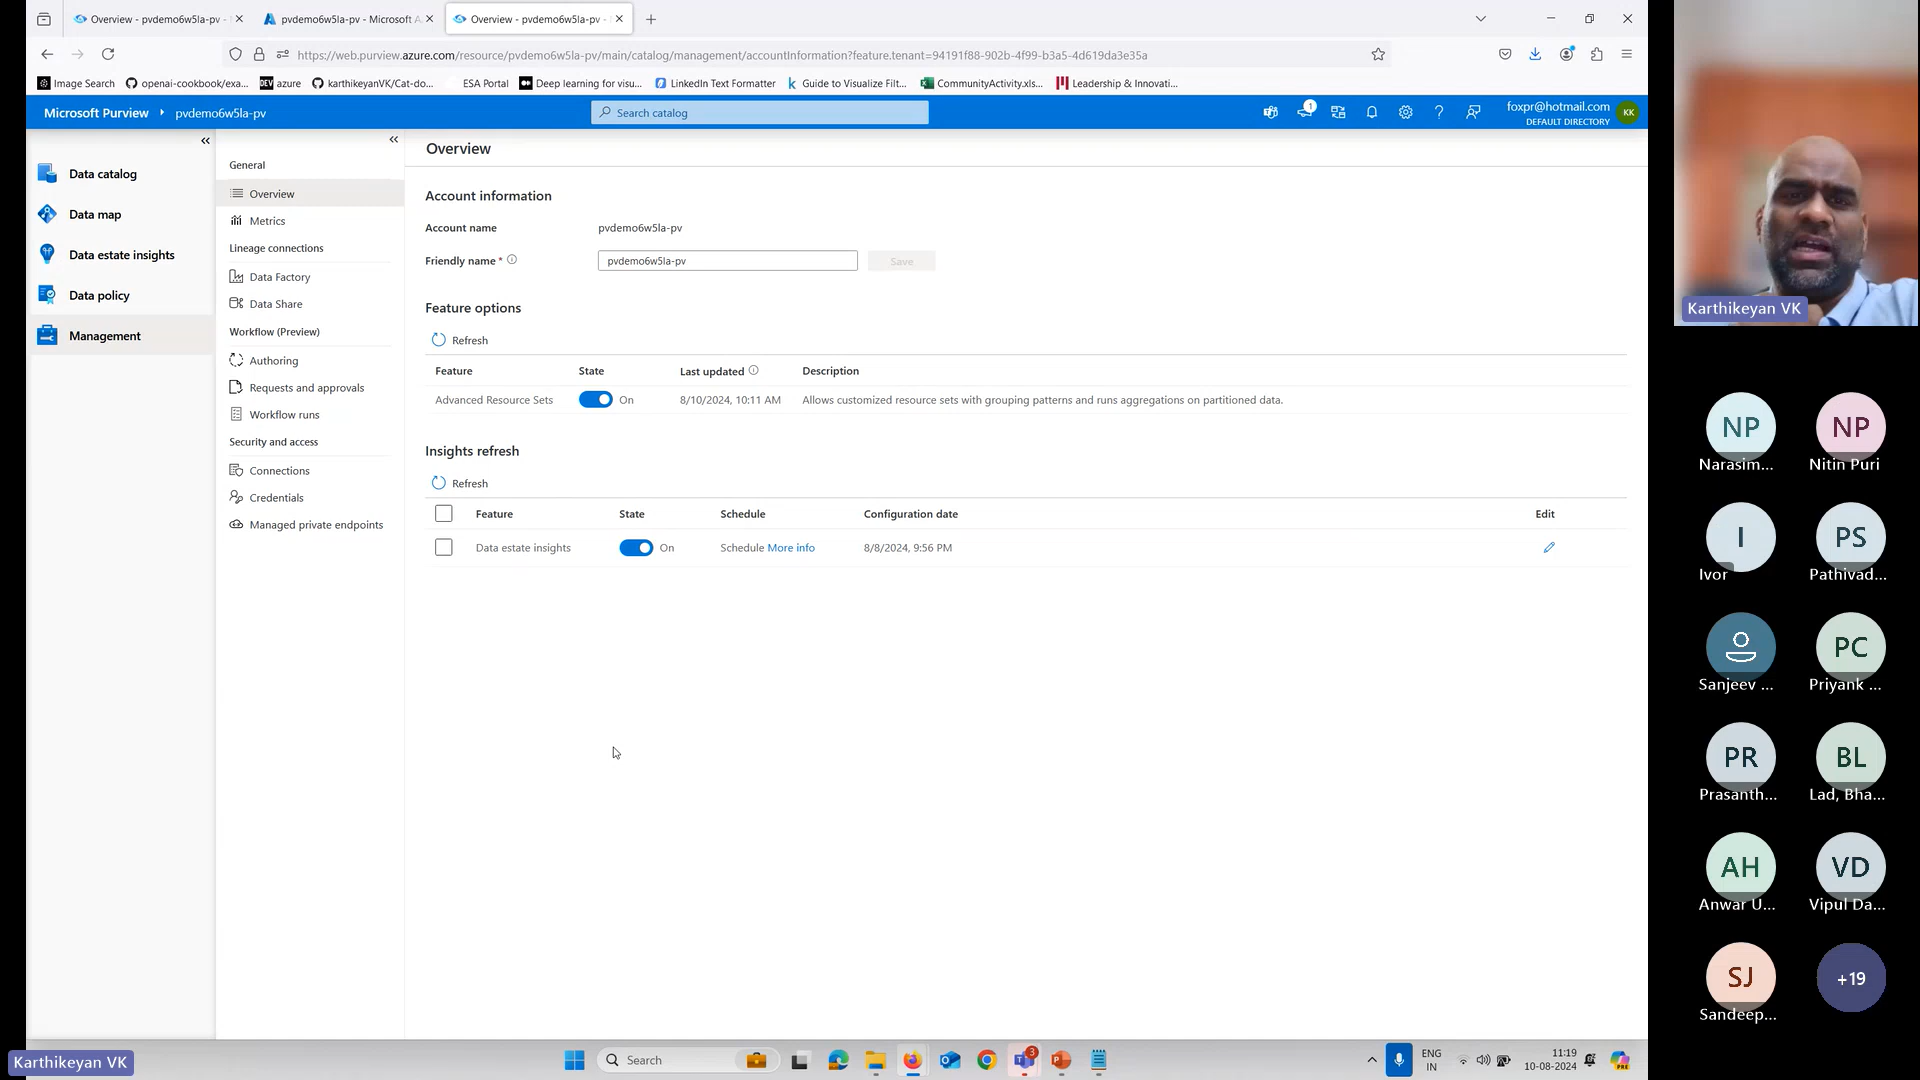 Overview - pvdemo6w5la-pv -
pvdemo6w5la-pv - Microsoft A
Overview - pvdemo6w5la-pv -
https://web.purview.azure.com/resource/pvdemo6w5la-pv/main/catalog/management/accountInformation?feature.tenant=94191f88-902b-4f99-b3a5-4d619da3e35a
Image Search
openai-cookbook/exa...
DEV azure
karthikeyanVK/Cat-do...
ESA Portal
Deep learning for visu...
LinkedIn Text Formatter
Guide to Visualize Filt...
CommunityActivity.xls...
Leadership & Innovati...
Microsoft Purview
pvdemo6w5la-pv
Search catalog
1
foxpr@hotmail.com
DEFAULT DIRECTORY
KK
Data catalog
Data map
Data estate insights
Data policy
Management
General
Overview
Metrics
Lineage connections
Data Factory
Data Share
Workflow (Preview)
Authoring
Requests and approvals
Workflow runs
Security and access
Connections
Credentials
Managed private endpoints
Overview
Account information
Account name pvdemo6w5la-pv
Friendly name * pvdemo6w5la-pv Save
Feature options
Refresh
Feature State Last updated Description
Advanced Resource Sets On 8/10/2024, 10:11 AM Allows customized resource sets with grouping patterns and runs aggregations on partitioned data.
Insights refresh
Refresh
Feature State Schedule Configuration date Edit
Data estate insights On Schedule More info 8/8/2024, 9:56 PM
Karthikeyan VK
NP
Narasim...
NP
Nitin Puri
I
Ivor
PS
Pathivad...
Sanjeev ...
PC
Priyank ...
PR
Prasanth...
BL
Lad, Bha...
AH
Anwar U...
VD
Vipul Da...
SJ
Sandeep...
+19
Karthikeyan VK
Search
3
ENG
IN
11:19
10-08-2024
PRE